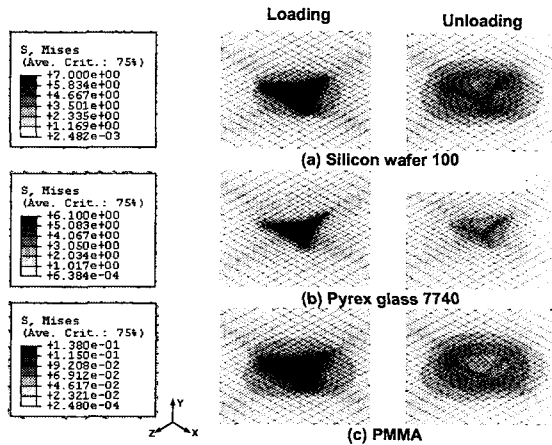 Loading
Unloading
S, Mises
(Ave. Crit.: 75%)
+7.000e+00
+5.834e+00
+4.667e+00
+3.501e+00
+2.335e+00
+1.169e+00
+2.482e-03
(a) Silicon wafer 100
S, Mises
(Ave. Crit.: 75%)
+6.100e+00
+5.083e+00
+4.067e+00
+3.050e+00
+2.034e+00
+1.017e+00
+6.384e-04
(b) Pyrex glass 7740
S, Mises
(Ave. Crit.: 75%)
+1.380e-01
+1.150e-01
+9.208e-02
+6.912e-02
+4.617e-02
+2.321e-02
+2.480e-04
Y
Z
X
(c) PMMA